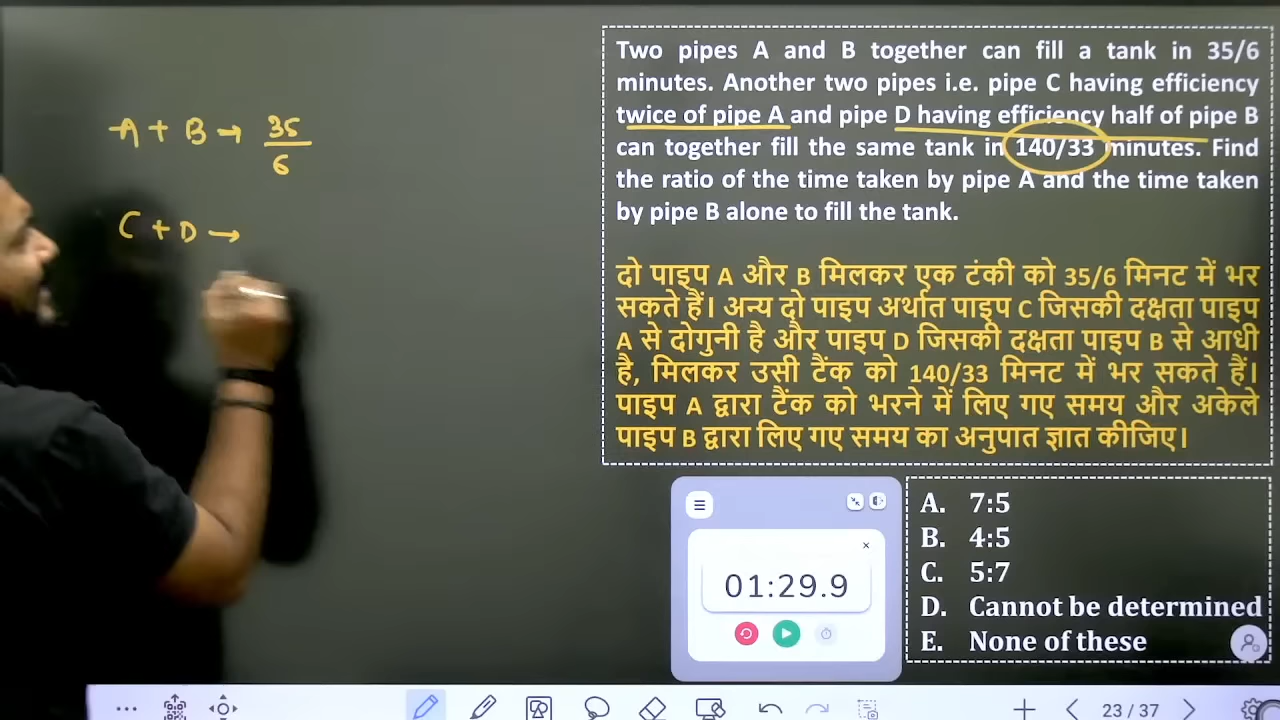 A + B → 35/6
C + D →
Two pipes A and B together can fill a tank in 35/6
minutes. Another two pipes i.e. pipe C having efficiency
twice of pipe A and pipe D having efficiency half of pipe B
can together fill the same tank in 140/33 minutes. Find
the ratio of the time taken by pipe A and the time taken
by pipe B alone to fill the tank.
दो पाइप A और B मिलकर एक टंकी को 35/6 मिनट में भर
सकते हैं। अन्य दो पाइप अर्थात पाइप C जिसकी दक्षता पाइप
A से दोगुनी है और पाइप D जिसकी दक्षता पाइप B से आधी
है, मिलकर उसी टैंक को 140/33 मिनट में भर सकते हैं।
पाइप A द्वारा टैंक को भरने में लिए गए समय और अकेले
पाइप B द्वारा लिए गए समय का अनुपात ज्ञात कीजिए।
01:29.9
A. 7:5
B. 4:5
C. 5:7
D. Cannot be determined
E. None of these
23 / 37